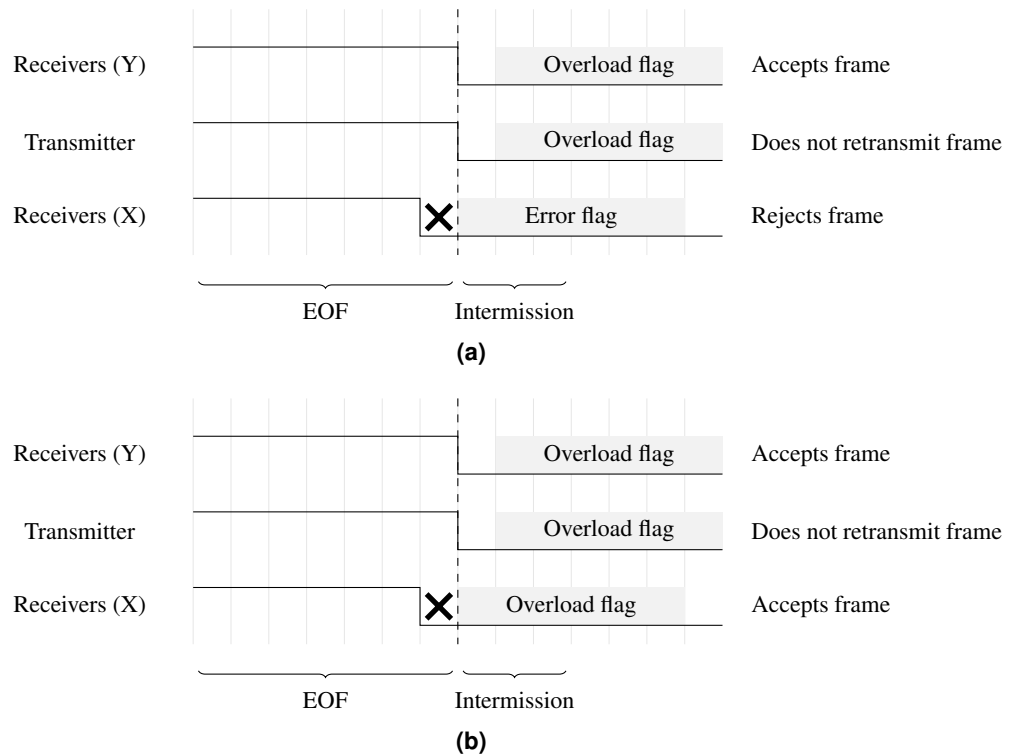 Receivers (Y) Overload flag Accepts frame
Transmitter Overload flag Does not retransmit frame
Receivers (X) Error flag Rejects frame
EOF Intermission
(a)
Receivers (Y) Overload flag Accepts frame
Transmitter Overload flag Does not retransmit frame
Receivers (X) Overload flag Accepts frame
EOF Intermission
(b)